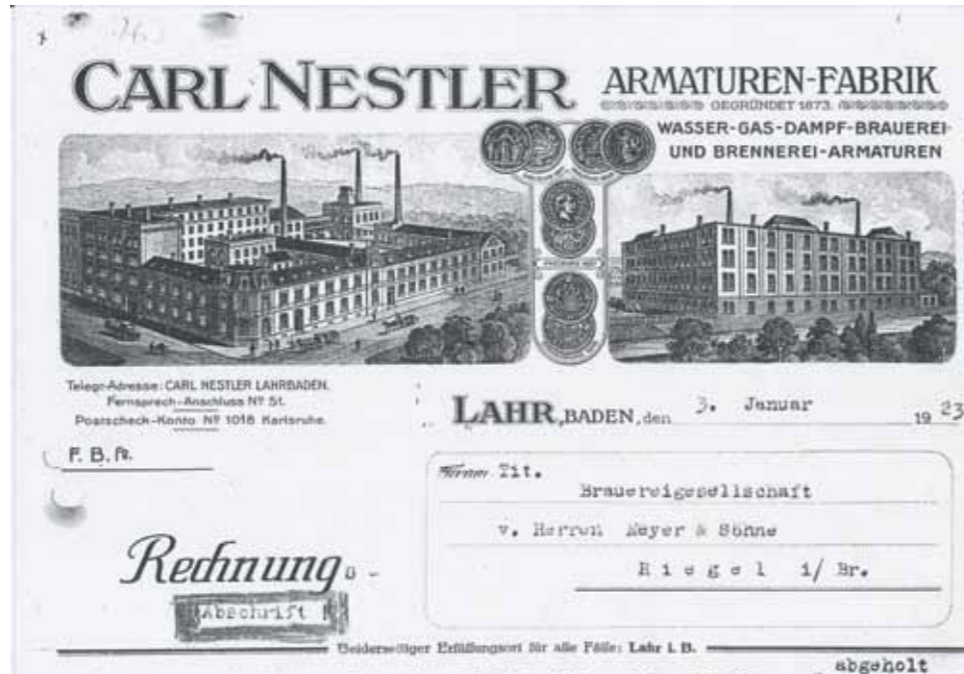 CARL NESTLER
ARMATUREN-FABRIK
GEGRÜNDET 1873.
WASSER-GAS-DAMPF-BRAUEREI-
UND BRENNEREI-ARMATUREN
Telegr-Adresse: CARL NESTLER LAHRBADEN.
Fernsprech-Anschluss Nº 51.
Postscheck-Konto Nº 1018 Karlsruhe.
LAHR, BADEN, den 3. Januar 1923
F. B. fr.
Firma Tit.
Brauereigesellschaft
v. Herren Meyer & Söhne
Riegel i/ Br.
Rechnung
Abschrift !
Beiderseitiger Erfüllungsort für alle Fälle: Lahr i. B.
abgeholt